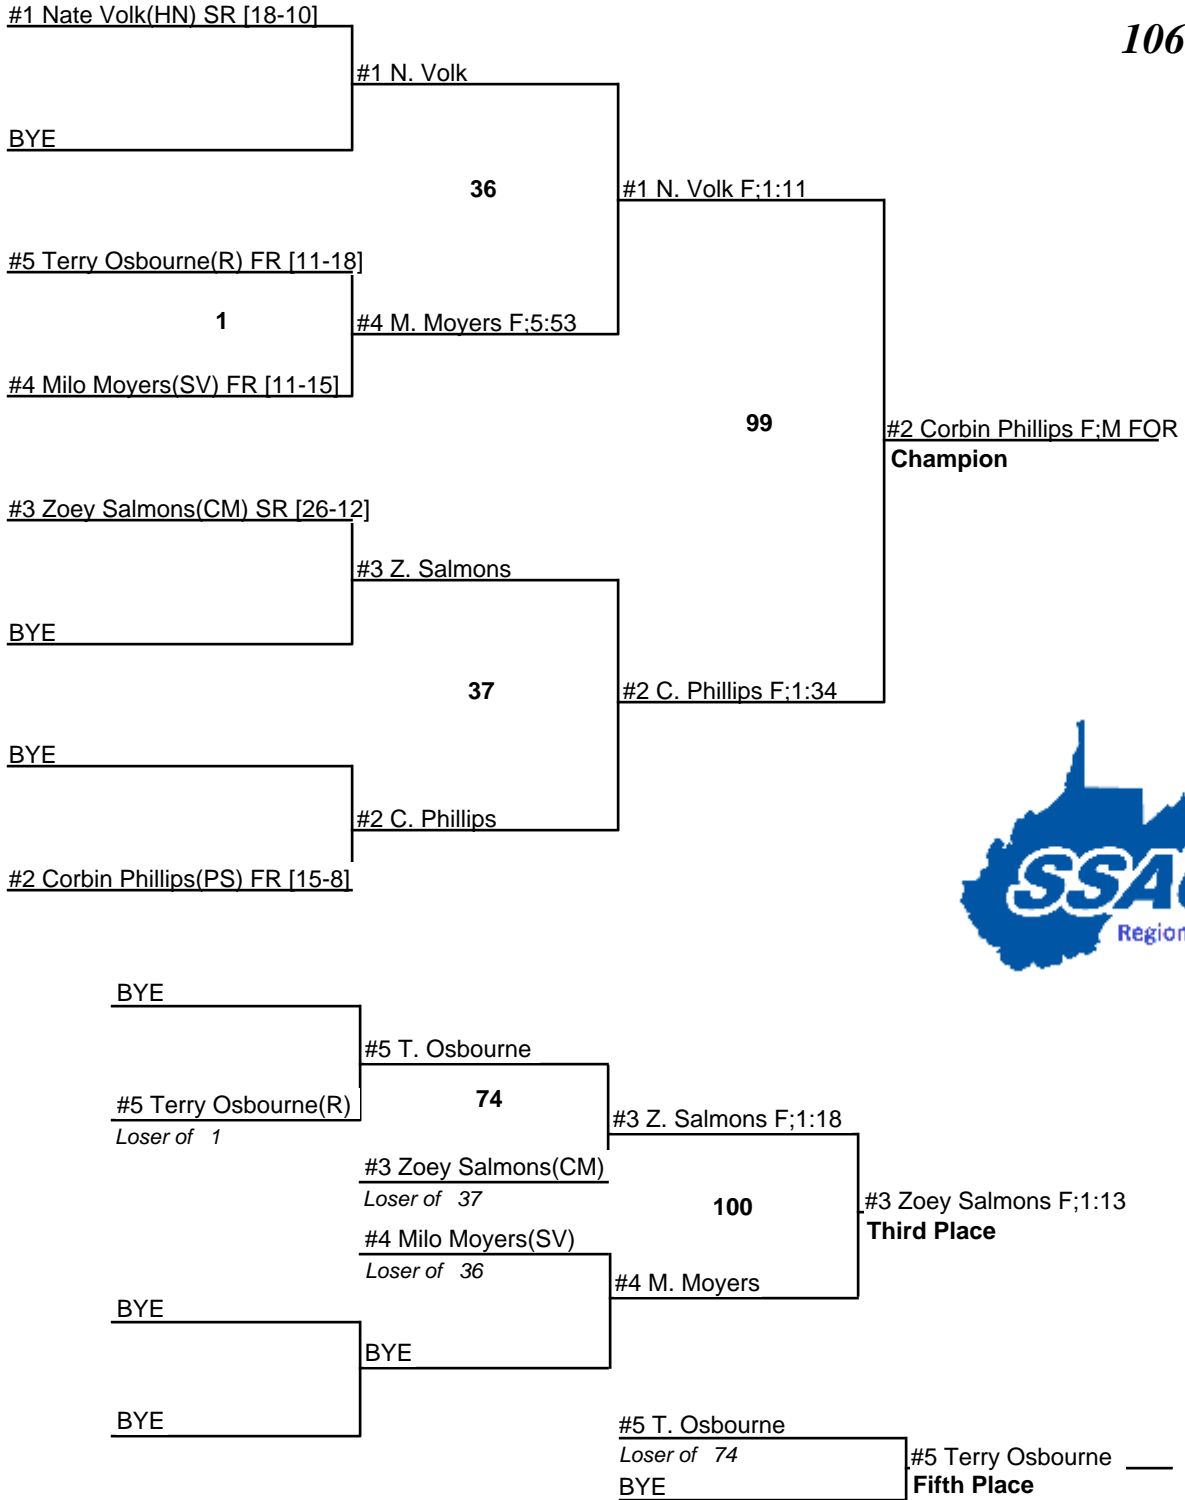 #1 Nate Volk(HN) SR [18-10]
106
#1 N. Volk
BYE
36
#1 N. Volk F;1:11
#5 Terry Osbourne(R) FR [11-18]
1
#4 M. Moyers F;5:53
#4 Milo Moyers(SV) FR [11-15]
99
#2 Corbin Phillips F;M FOR
Champion
#3 Zoey Salmons(CM) SR [26-12]
#3 Z. Salmons
BYE
37
#2 C. Phillips F;1:34
BYE
#2 C. Phillips
#2 Corbin Phillips(PS) FR [15-8]
SSA
Region
BYE
#5 T. Osbourne
#5 Terry Osbourne(R)
Loser of 1
74
#3 Z. Salmons F;1:18
#3 Zoey Salmons(CM)
Loser of 37
100
#3 Zoey Salmons F;1:13
Third Place
#4 Milo Moyers(SV)
Loser of 36
#4 M. Moyers
BYE
BYE
BYE
#5 T. Osbourne
Loser of 74
#5 Terry Osbourne
BYE
Fifth Place